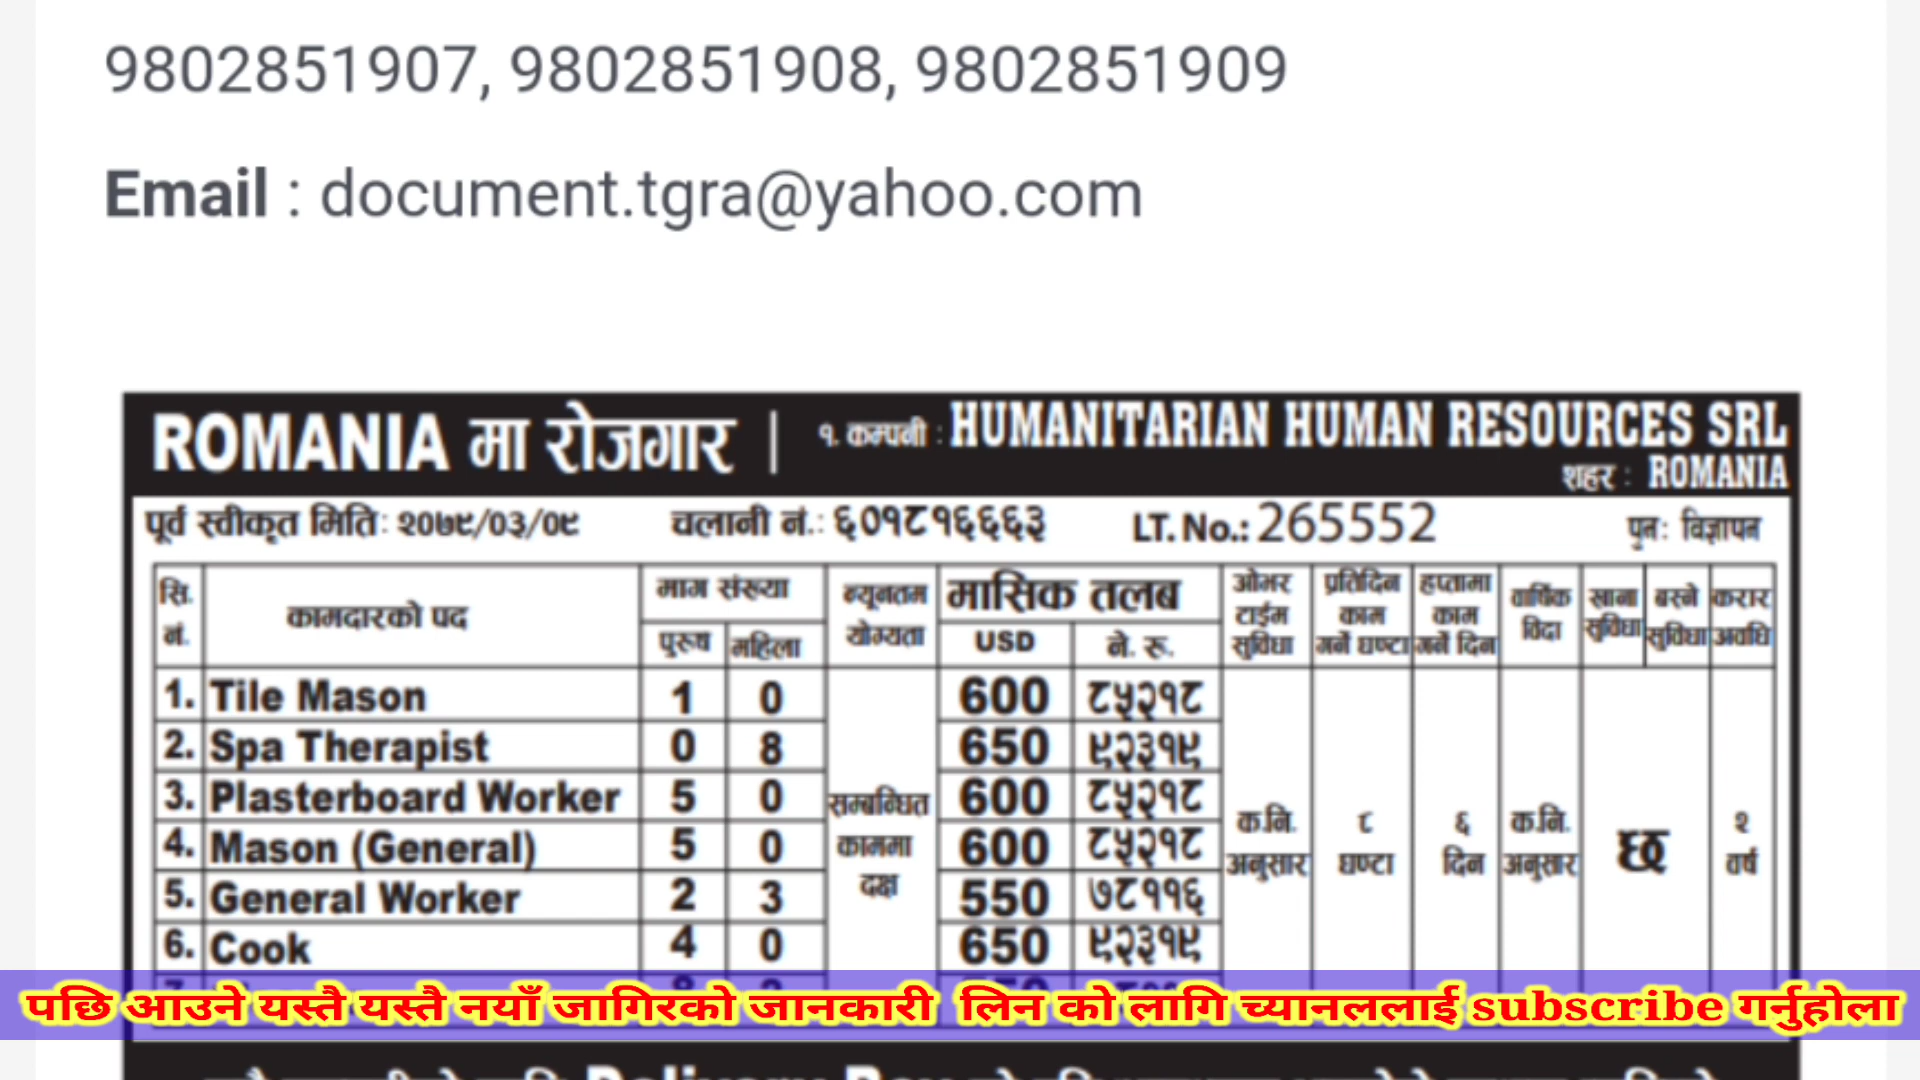 9802851907, 9802851908, 9802851909
Email : document.tgra@yahoo.com
ROMANIA मा रोजगार | १. कम्पनी : HUMANITARIAN HUMAN RESOURCES SRL
शहर : ROMANIA
पूर्व स्वीकृत मितिः २०७९/०३/०९ चलानी नं.: ६०१८१६६६३ LT. No.: 265552 पुनः विज्ञापन
सि. नं. कामदारको पद माग संख्या पुरूष महिला न्यूनतम योग्यता मासिक तलब USD ने. रू. ओभर टाईम सुविधा प्रतिदिन काम गर्ने घण्टा हप्तामा काम गर्ने दिन वार्षिक विदा खाना सुविधा बस्ने सुविधा करार अवधि
1. Tile Mason 1 0 600 ८५२१८
2. Spa Therapist 0 8 650 ९२३१९
3. Plasterboard Worker 5 0 600 ८५२१८
4. Mason (General) 5 0 600 ८५२१८
5. General Worker 2 3 550 ७८११६
6. Cook 4 0 650 ९२३१९
सम्बन्धित काममा दक्ष क.नि. अनुसार ८ घण्टा ६ दिन क.नि. अनुसार छ २ वर्ष
पछि आउने यस्तै यस्तै नयाँ जागिरको जानकारी लिन को लागि च्यानललाई subscribe गर्नुहोला